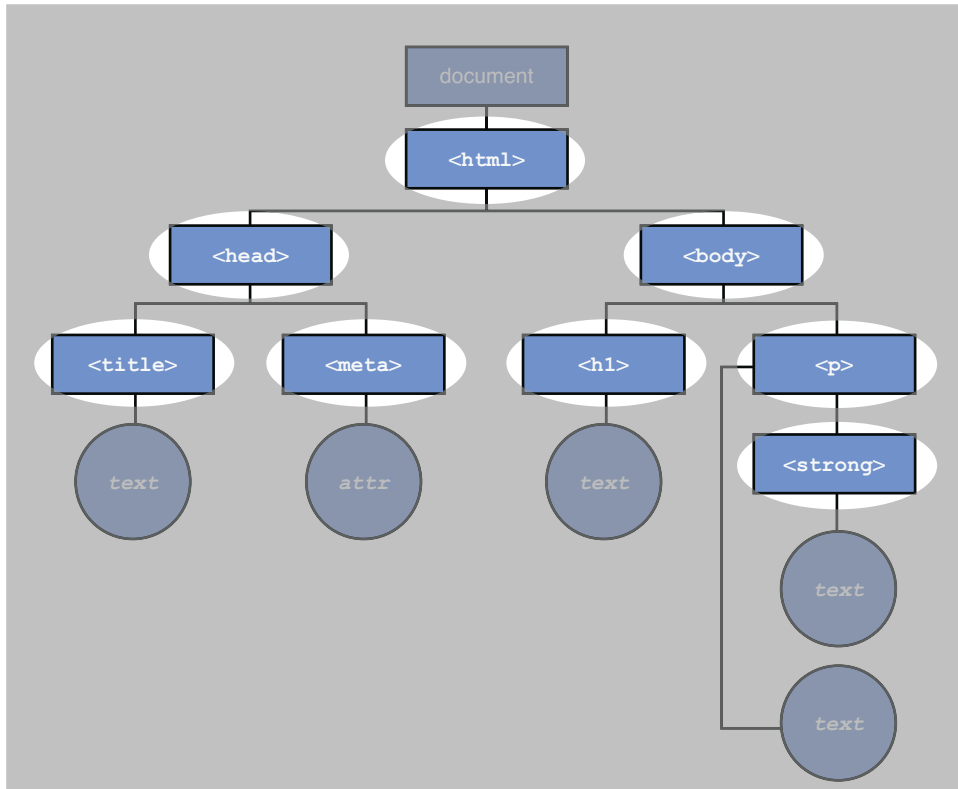 document
<html>
<head>
<body>
<title>
<meta>
<h1>
<p>
text
attr
text
<strong>
text
text